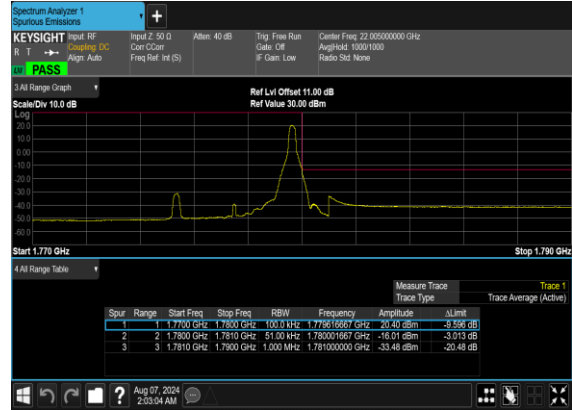 Spectrum Analyzer 1
Spurious Emissions
KEYSIGHT Input: RF Input Z: 50 Ω Atten: 40 dB Trig: Free Run Center Freq: 22.005000000 GHz
R T Coupling: DC Corr CCorr Gate: Off Avg|Hold: 1000/1000
Align: Auto Freq Ref: Int (S) IF Gain: Low Radio Std: None
PASS
3 All Range Graph
Ref Lvl Offset 11.00 dB
Scale/Div 10.0 dB Ref Value 30.00 dBm
Log
20.0
10.0
0.00
-10.0
-20.0
-30.0
-40.0
-50.0
-60.0
Start 1.770 GHz Stop 1.790 GHz
4 All Range Table
Measure Trace Trace 1
Trace Type Trace Average (Active)
Spur Range Start Freq Stop Freq RBW Frequency Amplitude ΔLimit
1 1 1.7700 GHz 1.7800 GHz 100.0 kHz 1.779616667 GHz 20.40 dBm -9.596 dB
2 2 1.7800 GHz 1.7810 GHz 51.00 kHz 1.780001667 GHz -16.01 dBm -3.013 dB
3 3 1.7810 GHz 1.7900 GHz 1.000 MHz 1.781000000 GHz -33.48 dBm -20.48 dB
? Aug 07, 2024
2:03:04 AM